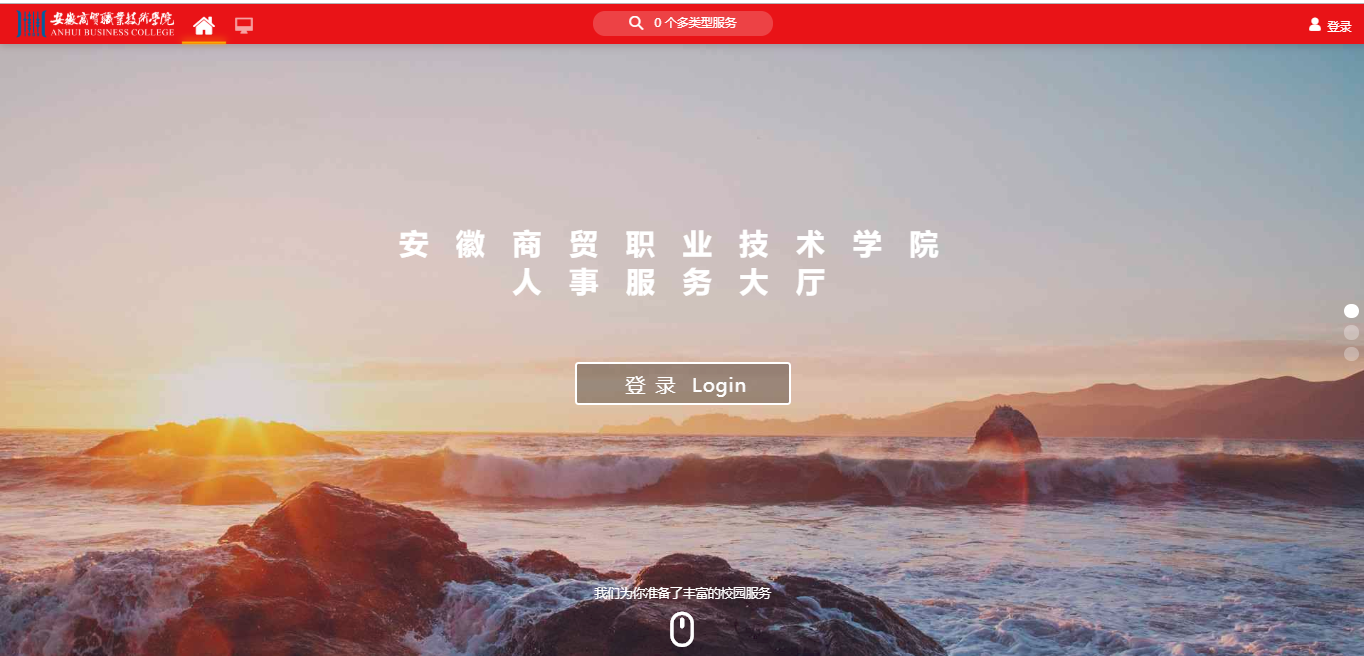 安徽商贸职业技术学院
ANHUI BUSINESS COLLEGE
0 个多类型服务
登录
安徽商贸职业技术学院
人事服务大厅
登 录 Login
我们为你准备了丰富的校园服务